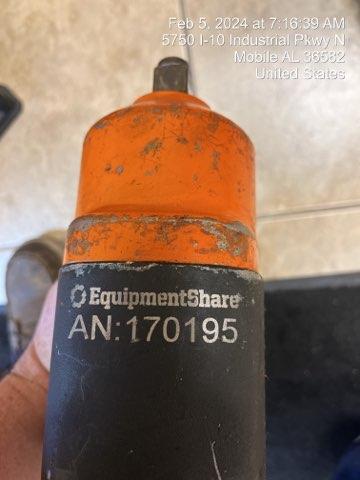 Feb 5, 2024 at 7:16:39 AM
5750 I-10 Industrial Pkwy N
Mobile AL 36582
United States
EquipmentShare
AN:170195